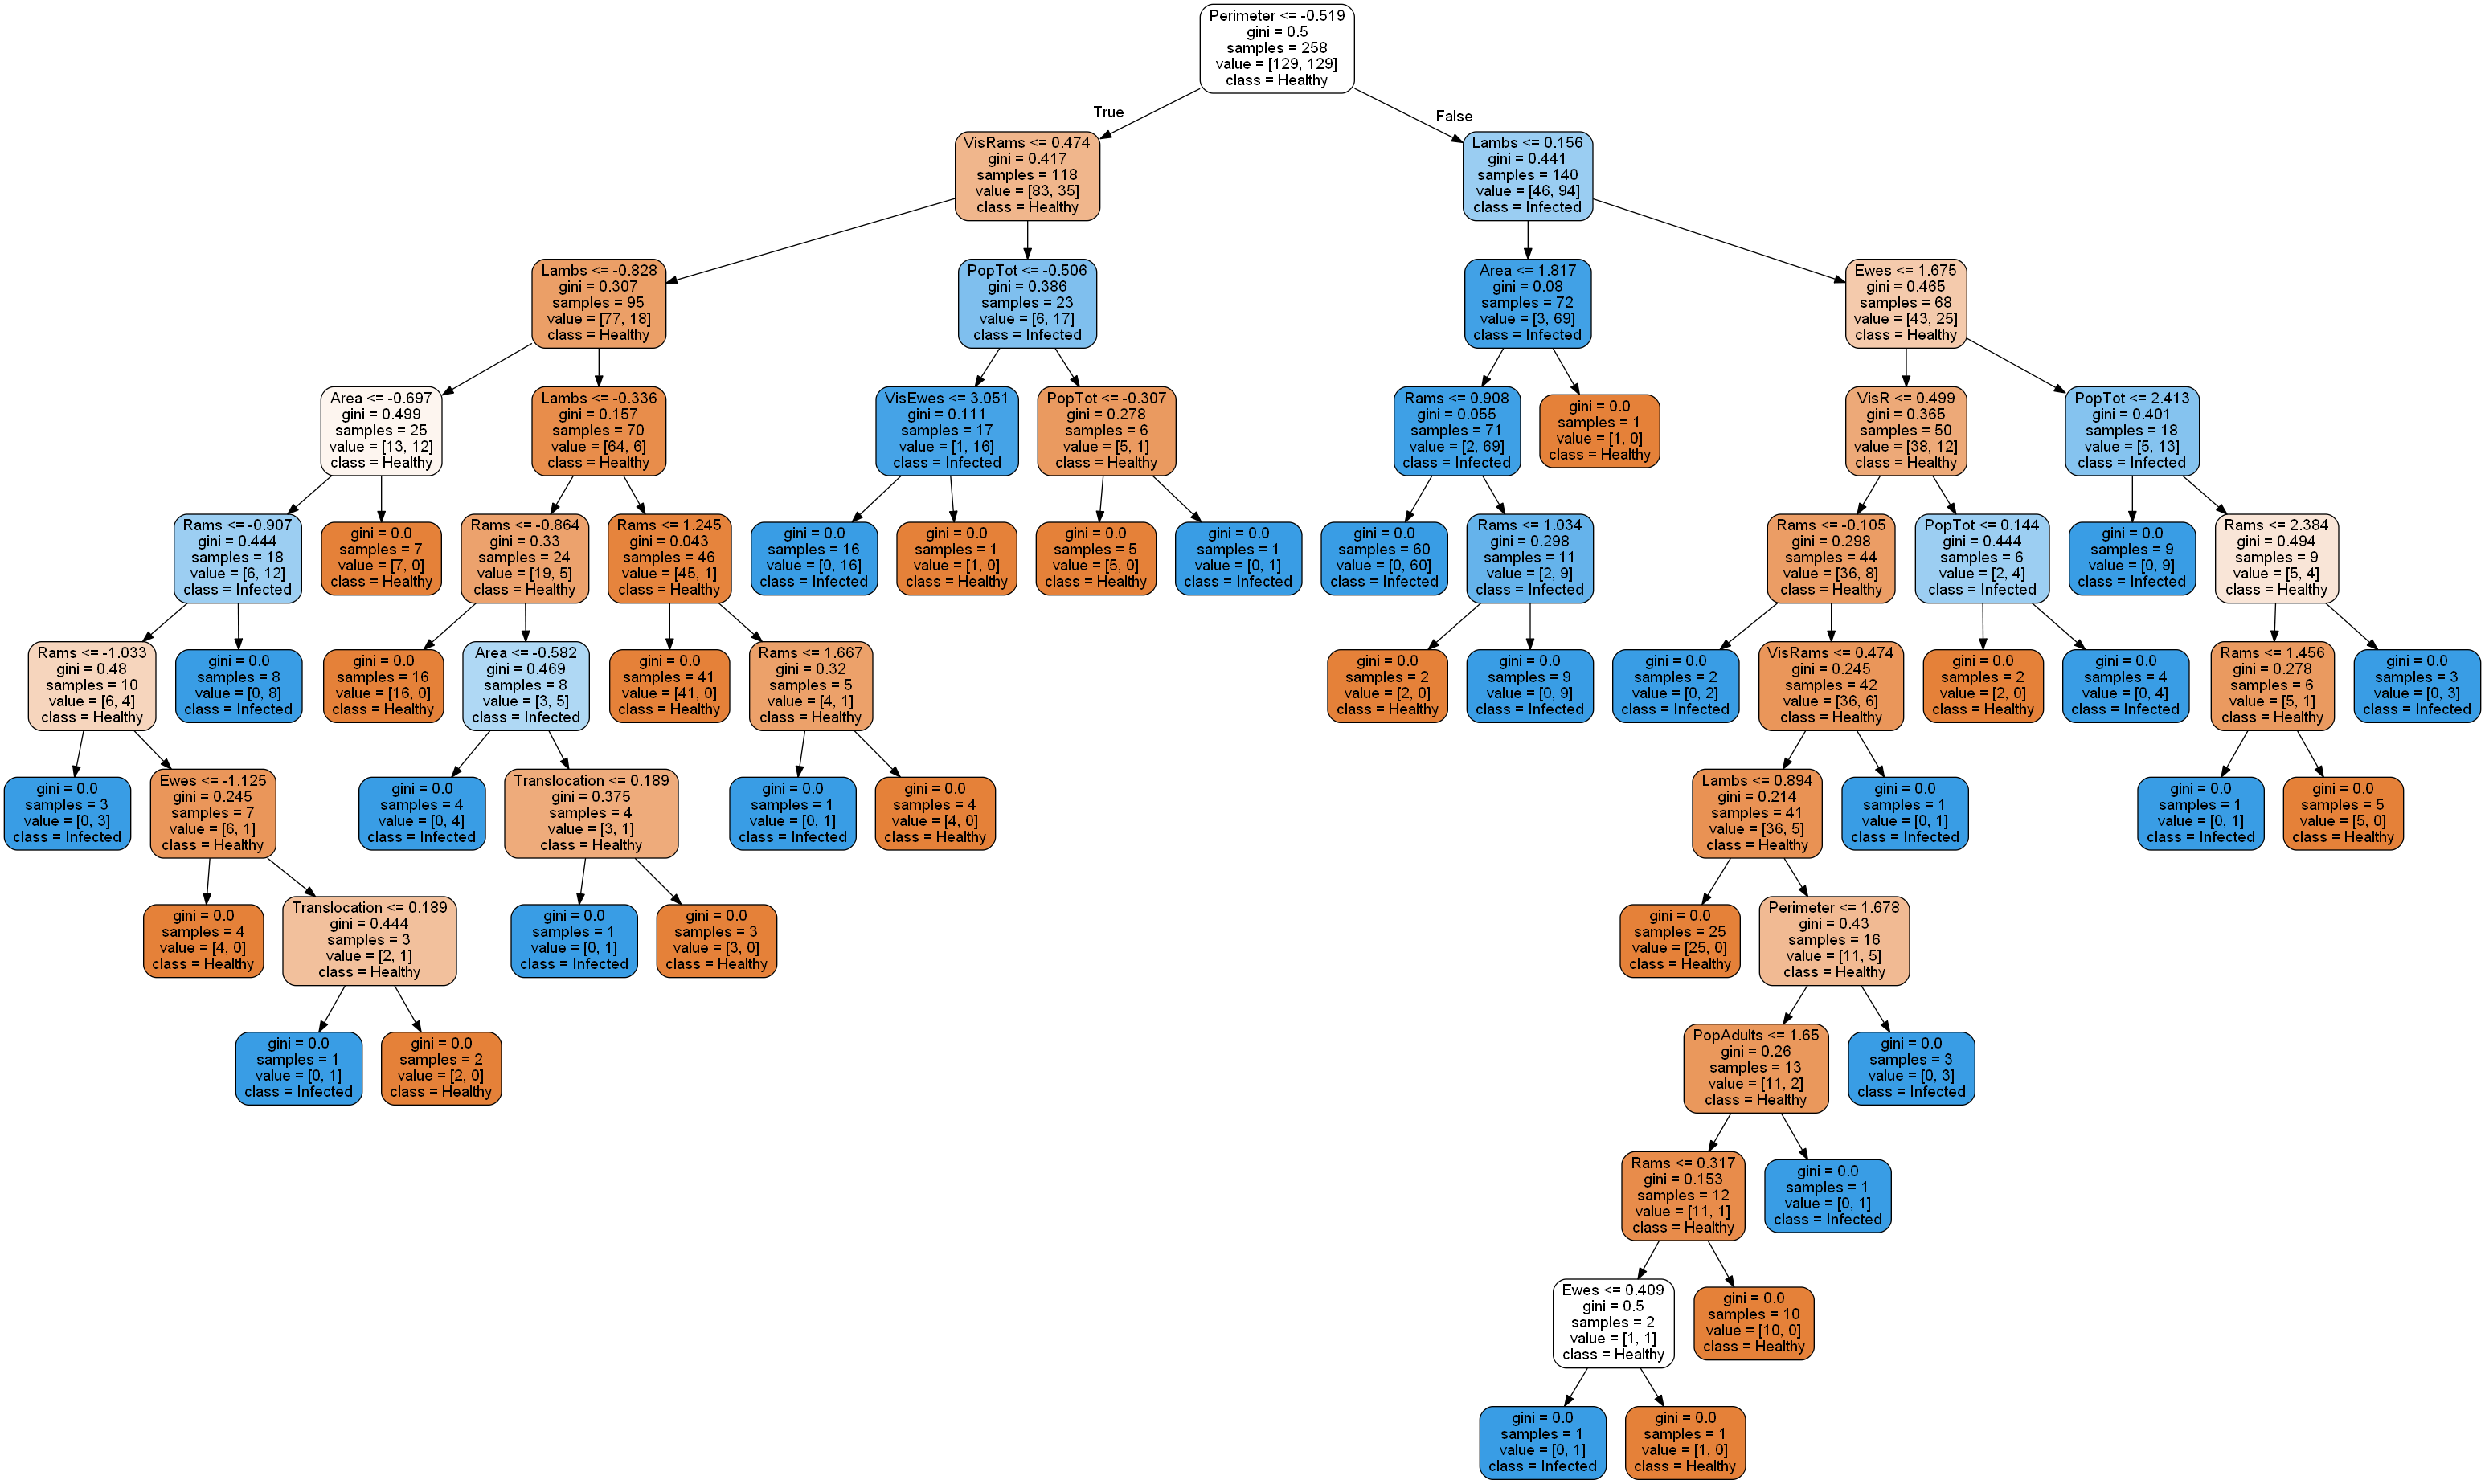 Perimeter <= -0.519
gini = 0.5
samples = 258
value = [129, 129]
class = Healthy
True
False
VisRams <= 0.474
gini = 0.417
samples = 118
value = [83, 35]
class = Healthy
Lambs <= 0.156
gini = 0.441
samples = 140
value = [46, 94]
class = Infected
Lambs <= -0.828
gini = 0.307
samples = 95
value = [77, 18]
class = Healthy
PopTot <= -0.506
gini = 0.386
samples = 23
value = [6, 17]
class = Infected
Area <= 1.817
gini = 0.08
samples = 72
value = [3, 69]
class = Infected
Ewes <= 1.675
gini = 0.465
samples = 68
value = [43, 25]
class = Healthy
Area <= -0.697
gini = 0.499
samples = 25
value = [13, 12]
class = Healthy
Lambs <= -0.336
gini = 0.157
samples = 70
value = [64, 6]
class = Healthy
VisEwes <= 3.051
gini = 0.111
samples = 17
value = [1, 16]
class = Infected
PopTot <= -0.307
gini = 0.278
samples = 6
value = [5, 1]
class = Healthy
Rams <= 0.908
gini = 0.055
samples = 71
value = [2, 69]
class = Infected
gini = 0.0
samples = 1
value = [1, 0]
class = Healthy
VisR <= 0.499
gini = 0.365
samples = 50
value = [38, 12]
class = Healthy
PopTot <= 2.413
gini = 0.401
samples = 18
value = [5, 13]
class = Infected
Rams <= -0.907
gini = 0.444
samples = 18
value = [6, 12]
class = Infected
gini = 0.0
samples = 7
value = [7, 0]
class = Healthy
Rams <= -0.864
gini = 0.33
samples = 24
value = [19, 5]
class = Healthy
Rams <= 1.245
gini = 0.043
samples = 46
value = [45, 1]
class = Healthy
gini = 0.0
samples = 16
value = [0, 16]
class = Infected
gini = 0.0
samples = 1
value = [1, 0]
class = Healthy
gini = 0.0
samples = 5
value = [5, 0]
class = Healthy
gini = 0.0
samples = 1
value = [0, 1]
class = Infected
gini = 0.0
samples = 60
value = [0, 60]
class = Infected
Rams <= 1.034
gini = 0.298
samples = 11
value = [2, 9]
class = Infected
Rams <= -0.105
gini = 0.298
samples = 44
value = [36, 8]
class = Healthy
PopTot <= 0.144
gini = 0.444
samples = 6
value = [2, 4]
class = Infected
gini = 0.0
samples = 9
value = [0, 9]
class = Infected
Rams <= 2.384
gini = 0.494
samples = 9
value = [5, 4]
class = Healthy
Rams <= -1.033
gini = 0.48
samples = 10
value = [6, 4]
class = Healthy
gini = 0.0
samples = 8
value = [0, 8]
class = Infected
gini = 0.0
samples = 16
value = [16, 0]
class = Healthy
Area <= -0.582
gini = 0.469
samples = 8
value = [3, 5]
class = Infected
gini = 0.0
samples = 41
value = [41, 0]
class = Healthy
Rams <= 1.667
gini = 0.32
samples = 5
value = [4, 1]
class = Healthy
gini = 0.0
samples = 2
value = [2, 0]
class = Healthy
gini = 0.0
samples = 9
value = [0, 9]
class = Infected
gini = 0.0
samples = 2
value = [0, 2]
class = Infected
VisRams <= 0.474
gini = 0.245
samples = 42
value = [36, 6]
class = Healthy
gini = 0.0
samples = 2
value = [2, 0]
class = Healthy
gini = 0.0
samples = 4
value = [0, 4]
class = Infected
Rams <= 1.456
gini = 0.278
samples = 6
value = [5, 1]
class = Healthy
gini = 0.0
samples = 3
value = [0, 3]
class = Infected
gini = 0.0
samples = 3
value = [0, 3]
class = Infected
Ewes <= -1.125
gini = 0.245
samples = 7
value = [6, 1]
class = Healthy
gini = 0.0
samples = 4
value = [0, 4]
class = Infected
Translocation <= 0.189
gini = 0.375
samples = 4
value = [3, 1]
class = Healthy
gini = 0.0
samples = 1
value = [0, 1]
class = Infected
gini = 0.0
samples = 4
value = [4, 0]
class = Healthy
Lambs <= 0.894
gini = 0.214
samples = 41
value = [36, 5]
class = Healthy
gini = 0.0
samples = 1
value = [0, 1]
class = Infected
gini = 0.0
samples = 1
value = [0, 1]
class = Infected
gini = 0.0
samples = 5
value = [5, 0]
class = Healthy
gini = 0.0
samples = 4
value = [4, 0]
class = Healthy
Translocation <= 0.189
gini = 0.444
samples = 3
value = [2, 1]
class = Healthy
gini = 0.0
samples = 1
value = [0, 1]
class = Infected
gini = 0.0
samples = 3
value = [3, 0]
class = Healthy
gini = 0.0
samples = 25
value = [25, 0]
class = Healthy
Perimeter <= 1.678
gini = 0.43
samples = 16
value = [11, 5]
class = Healthy
gini = 0.0
samples = 1
value = [0, 1]
class = Infected
gini = 0.0
samples = 2
value = [2, 0]
class = Healthy
PopAdults <= 1.65
gini = 0.26
samples = 13
value = [11, 2]
class = Healthy
gini = 0.0
samples = 3
value = [0, 3]
class = Infected
Rams <= 0.317
gini = 0.153
samples = 12
value = [11, 1]
class = Healthy
gini = 0.0
samples = 1
value = [0, 1]
class = Infected
Ewes <= 0.409
gini = 0.5
samples = 2
value = [1, 1]
class = Healthy
gini = 0.0
samples = 10
value = [10, 0]
class = Healthy
gini = 0.0
samples = 1
value = [0, 1]
class = Infected
gini = 0.0
samples = 1
value = [1, 0]
class = Healthy